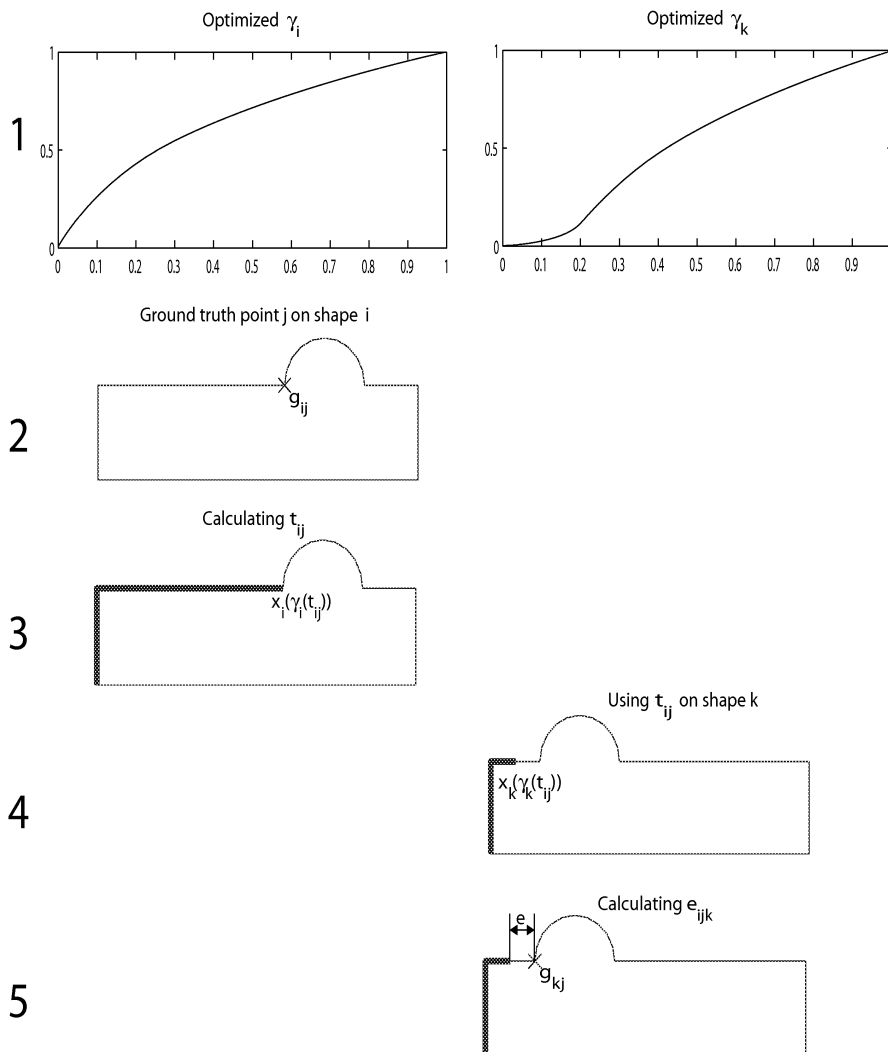 Optimized γi
Optimized γk
1
1
0.5
0
0 0.1 0.2 0.3 0.4 0.5 0.6 0.7 0.8 0.9 1
1
0.5
0
0 0.1 0.2 0.3 0.4 0.5 0.6 0.7 0.8 0.9
Ground truth point j on shape i
2
gij
Calculating tij
3
xi(γi(tij))
Using tij on shape k
4
xk(γk(tij))
Calculating eijk
5
e
gkj